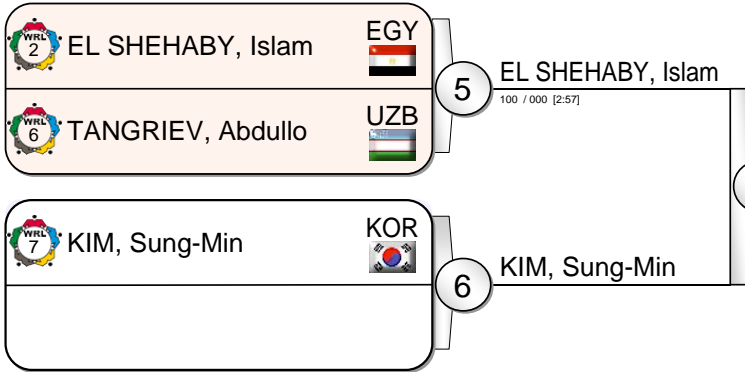 WRL
2
EL SHEHABY, Islam
EGY
WRL
6
TANGRIEV, Abdullo
UZB
5
EL SHEHABY, Islam
100 / 000 [2:57]
WRL
7
KIM, Sung-Min
KOR
6
KIM, Sung-Min